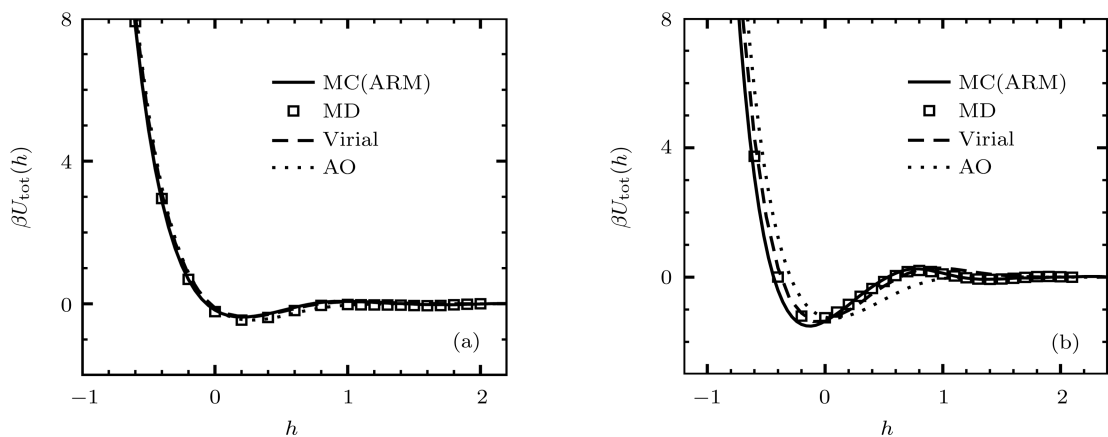 8
4
0
βU_tot(h)
MC(ARM)
MD
Virial
AO
(a)
−1
0
1
2
h
8
4
0
βU_tot(h)
MC(ARM)
MD
Virial
AO
(b)
−1
0
1
2
h